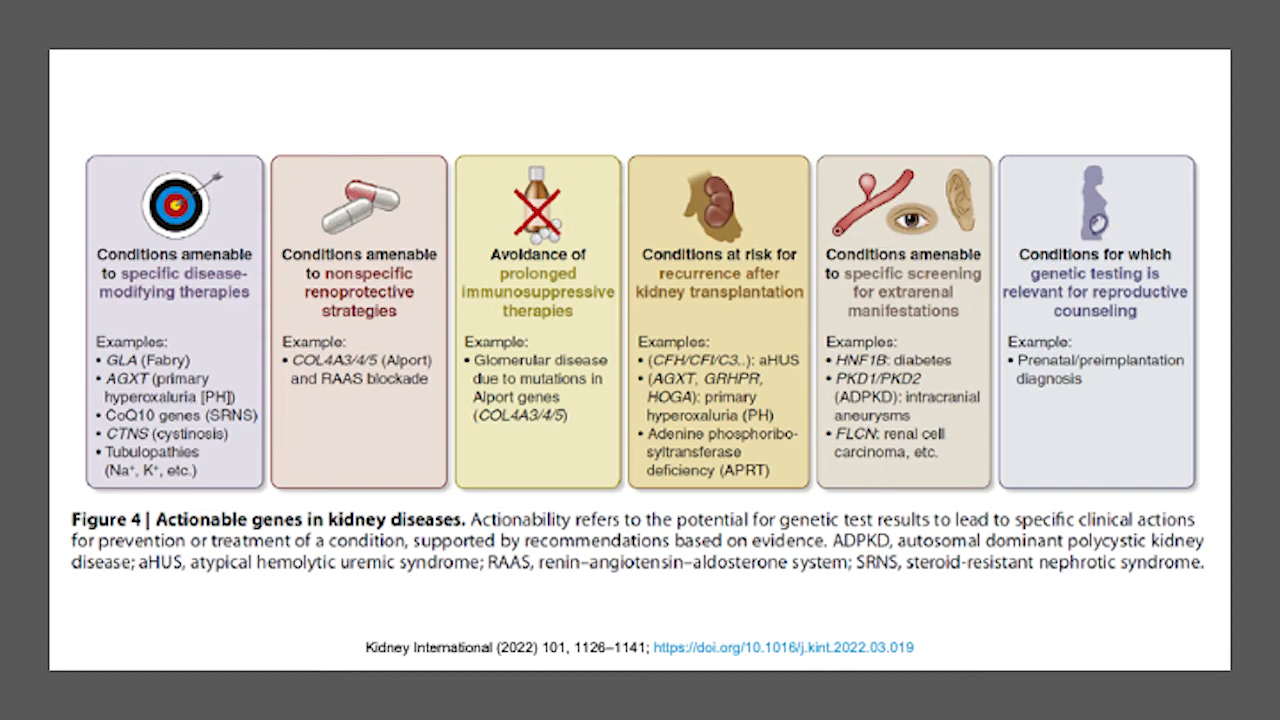 Conditions amenable
to specific disease-
modifying therapies
Examples:
• GLA (Fabry)
• AGXT (primary
hyperoxaluria [PH])
• CoQ10 genes (SRNS)
• CTNS (cystinosis)
• Tubulopathies
(Na⁺, K⁺, etc.)
Conditions amenable
to nonspecific
renoprotective
strategies
Example:
• COL4A3/4/5 (Alport)
and RAAS blockade
Avoidance of
prolonged
immunosuppressive
therapies
Example:
• Glomerular disease
due to mutations in
Alport genes
(COL4A3/4/5)
Conditions at risk for
recurrence after
kidney transplantation
Examples:
• (CFH/CFI/C3..): aHUS
• (AGXT, GRHPR,
HOGA): primary
hyperoxaluria (PH)
• Adenine phosphoribo-
syltransferase
deficiency (APRT)
Conditions amenable
to specific screening
for extrarenal
manifestations
Examples:
• HNF1B: diabetes
• PKD1/PKD2
(ADPKD): intracranial
aneurysms
• FLCN: renal cell
carcinoma, etc.
Conditions for which
genetic testing is
relevant for reproductive
counseling
Example:
• Prenatal/preimplantation
diagnosis
Figure 4 | Actionable genes in kidney diseases. Actionability refers to the potential for genetic test results to lead to specific clinical actions
for prevention or treatment of a condition, supported by recommendations based on evidence. ADPKD, autosomal dominant polycystic kidney
disease; aHUS, atypical hemolytic uremic syndrome; RAAS, renin–angiotensin–aldosterone system; SRNS, steroid-resistant nephrotic syndrome.
Kidney International (2022) 101, 1126–1141; https://doi.org/10.1016/j.kint.2022.03.019